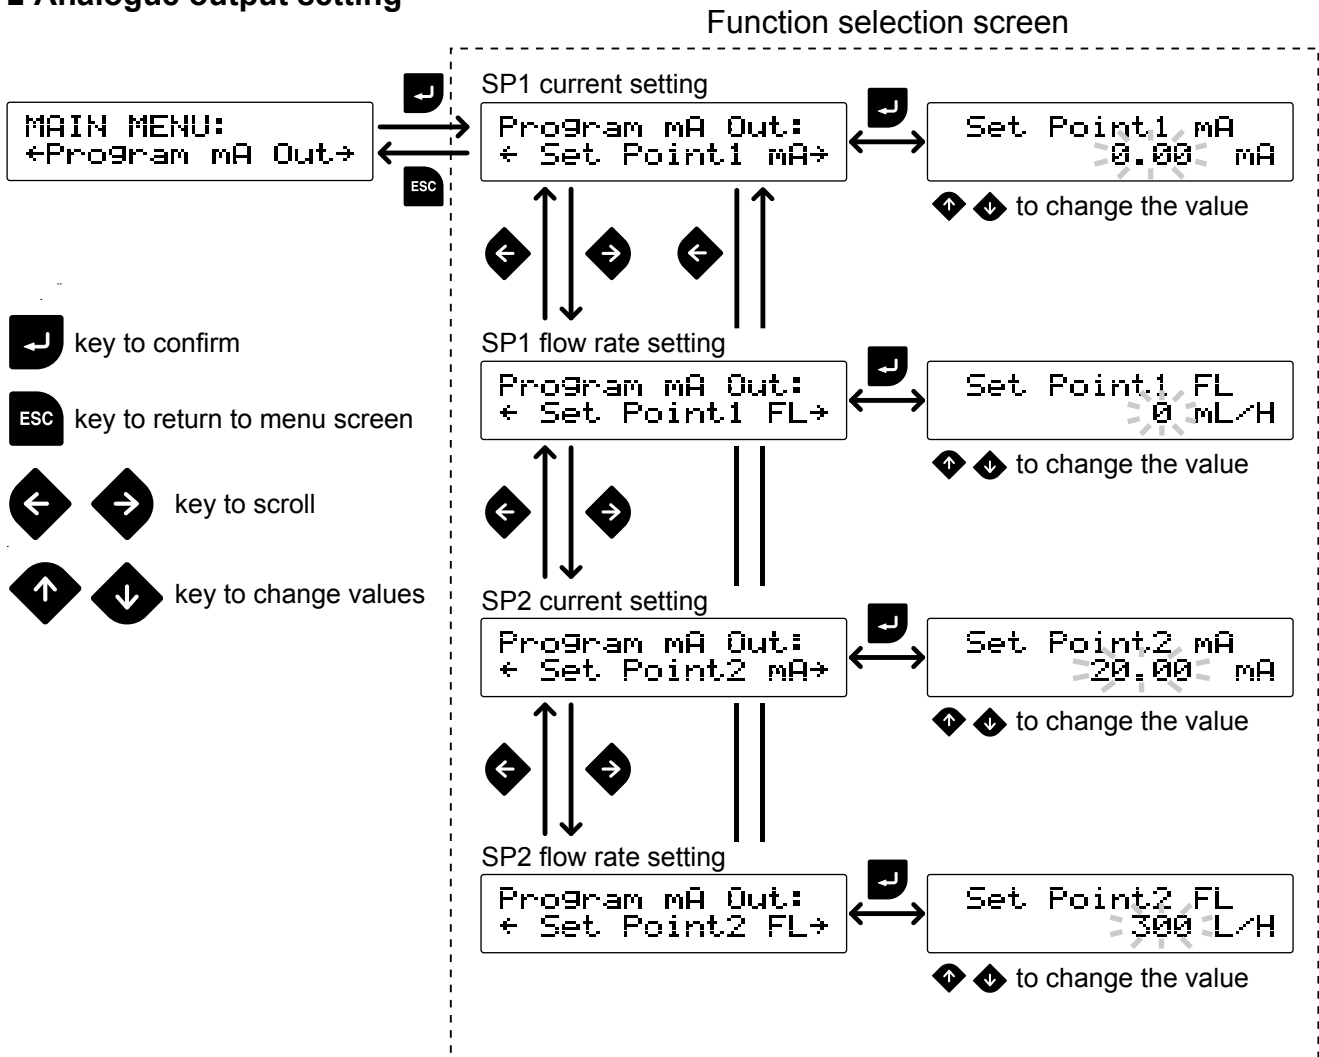 Analogue output setting
Function selection screen
SP1 current setting
MAIN MENU:
←Program mA Out→
ESC
Program mA Out:
← Set Point1 mA→
Set Point1 mA
0.00 mA
to change the value
key to confirm
ESC key to return to menu screen
key to scroll
key to change values
SP1 flow rate setting
Program mA Out:
← Set Point1 FL→
Set Point1 FL
0 mL/H
to change the value
SP2 current setting
Program mA Out:
← Set Point2 mA→
Set Point2 mA
20.00 mA
to change the value
SP2 flow rate setting
Program mA Out:
← Set Point2 FL→
Set Point2 FL
300 L/H
to change the value